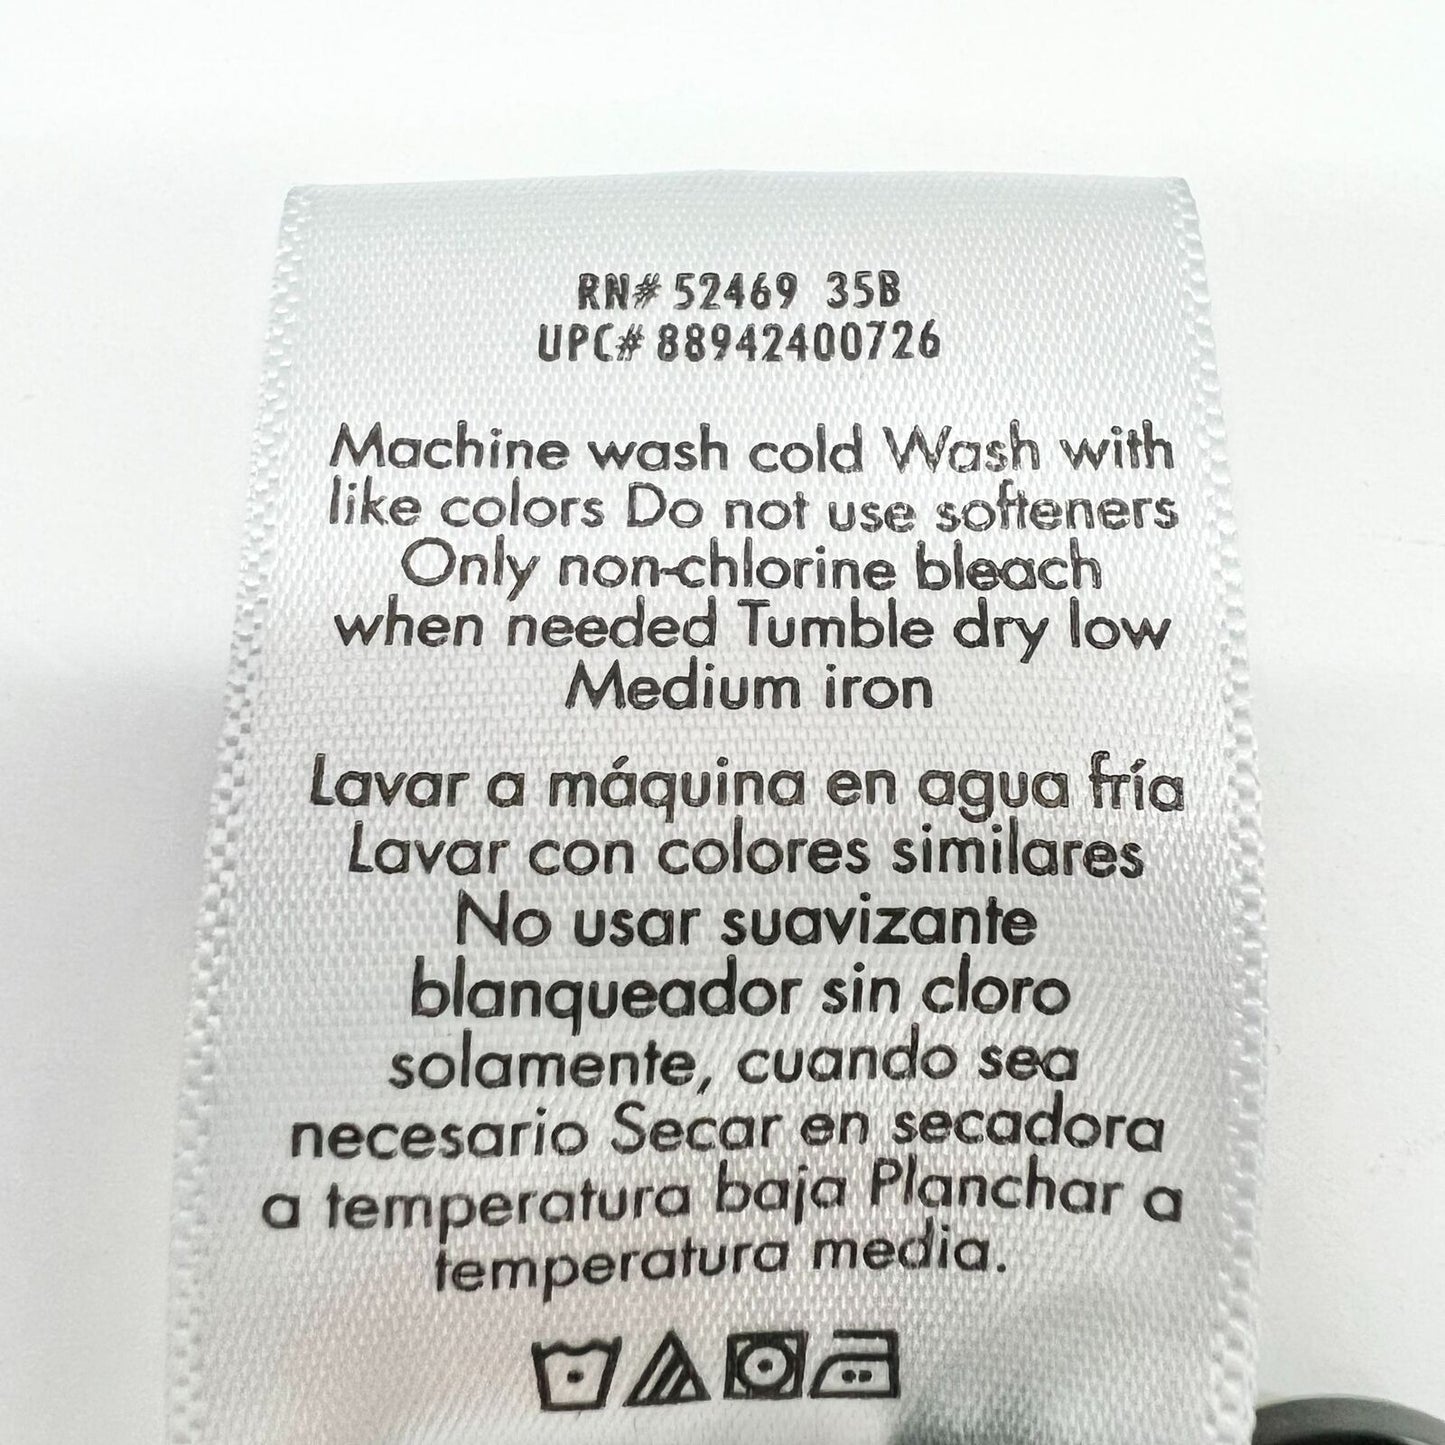 RN# 52469 35B
UPC# 88942400726
Machine wash cold Wash with
like colors Do not use softeners
Only non-chlorine bleach
when needed Tumble dry low
Medium iron
Lavar a máquina en agua fría
Lavar con colores similares
No usar suavizante
blanqueador sin cloro
solamente, cuando sea
necesario Secar en secadora
a temperatura baja Planchar a
temperatura media.